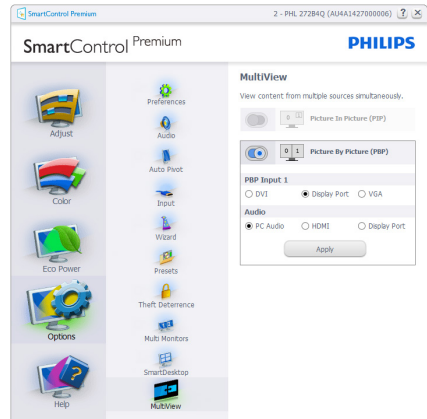 SmartControl Premium
2 - PHL 272B4Q (AU4A1427000006) ? ×
SmartControl Premium
PHILIPS
Adjust
Color
Eco Power
Options
Help
Preferences
Audio
Auto Pivot
Input
Wizard
Presets
Theft Deterrence
Multi Monitors
SmartDesktop
MultiView
MultiView
View content from multiple sources simultaneously.
0 Picture In Picture (PIP)
0 1 Picture By Picture (PBP)
PBP Input 1
DVI Display Port VGA
Audio
PC Audio HDMI Display Port
Apply